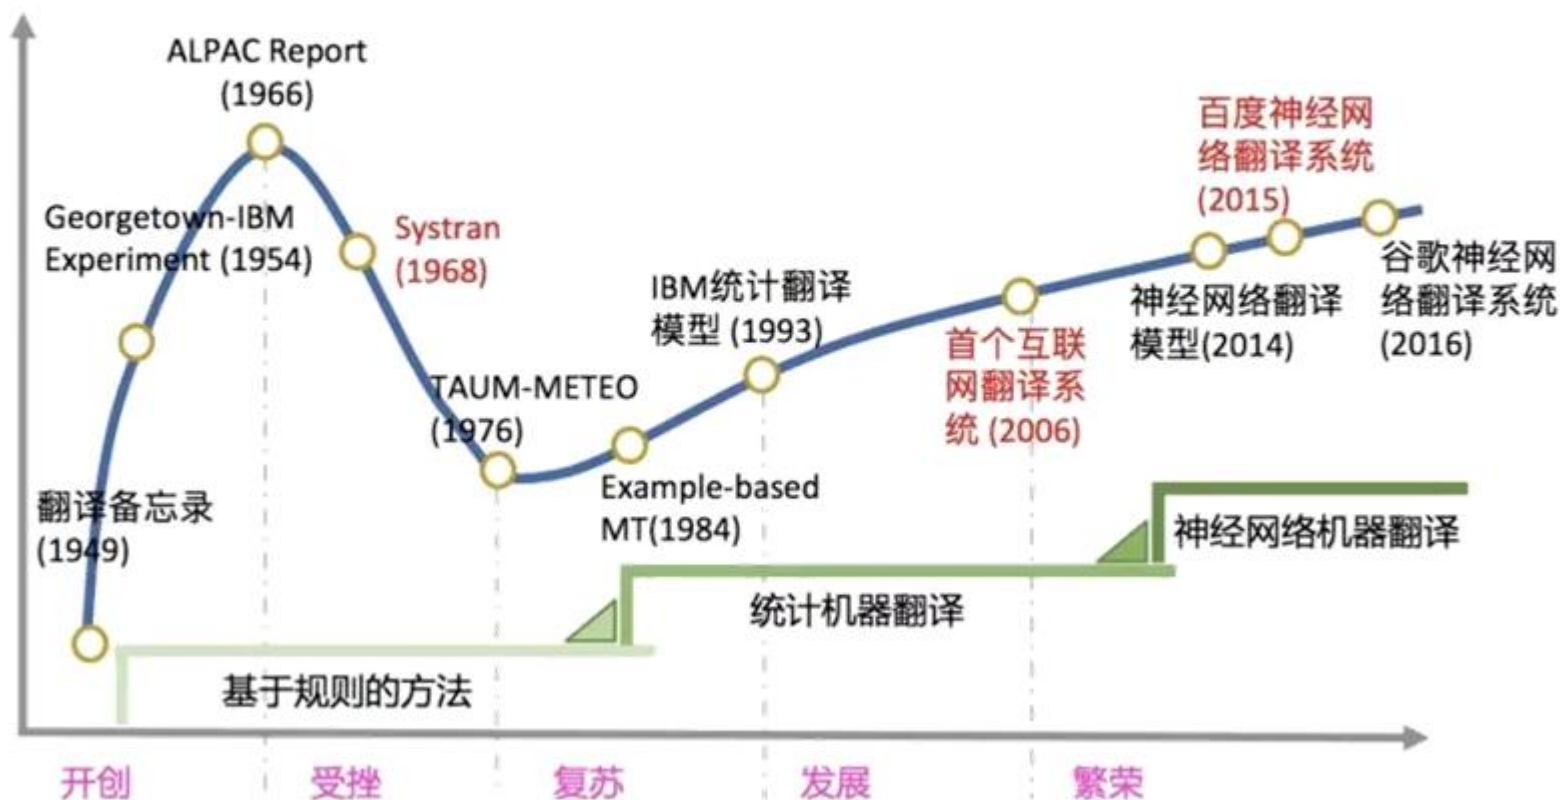 ALPAC Report
(1966)
Georgetown-IBM
Experiment (1954)
Systran
(1968)
翻译备忘录
(1949)
TAUM-METEO
(1976)
Example-based
MT(1984)
IBM统计翻译
模型 (1993)
首个互联
网翻译系
统 (2006)
百度神经网
络翻译系统
(2015)
神经网络翻译
模型(2014)
谷歌神经网
络翻译系统
(2016)
神经网络机器翻译
统计机器翻译
基于规则的方法
开创
受挫
复苏
发展
繁荣